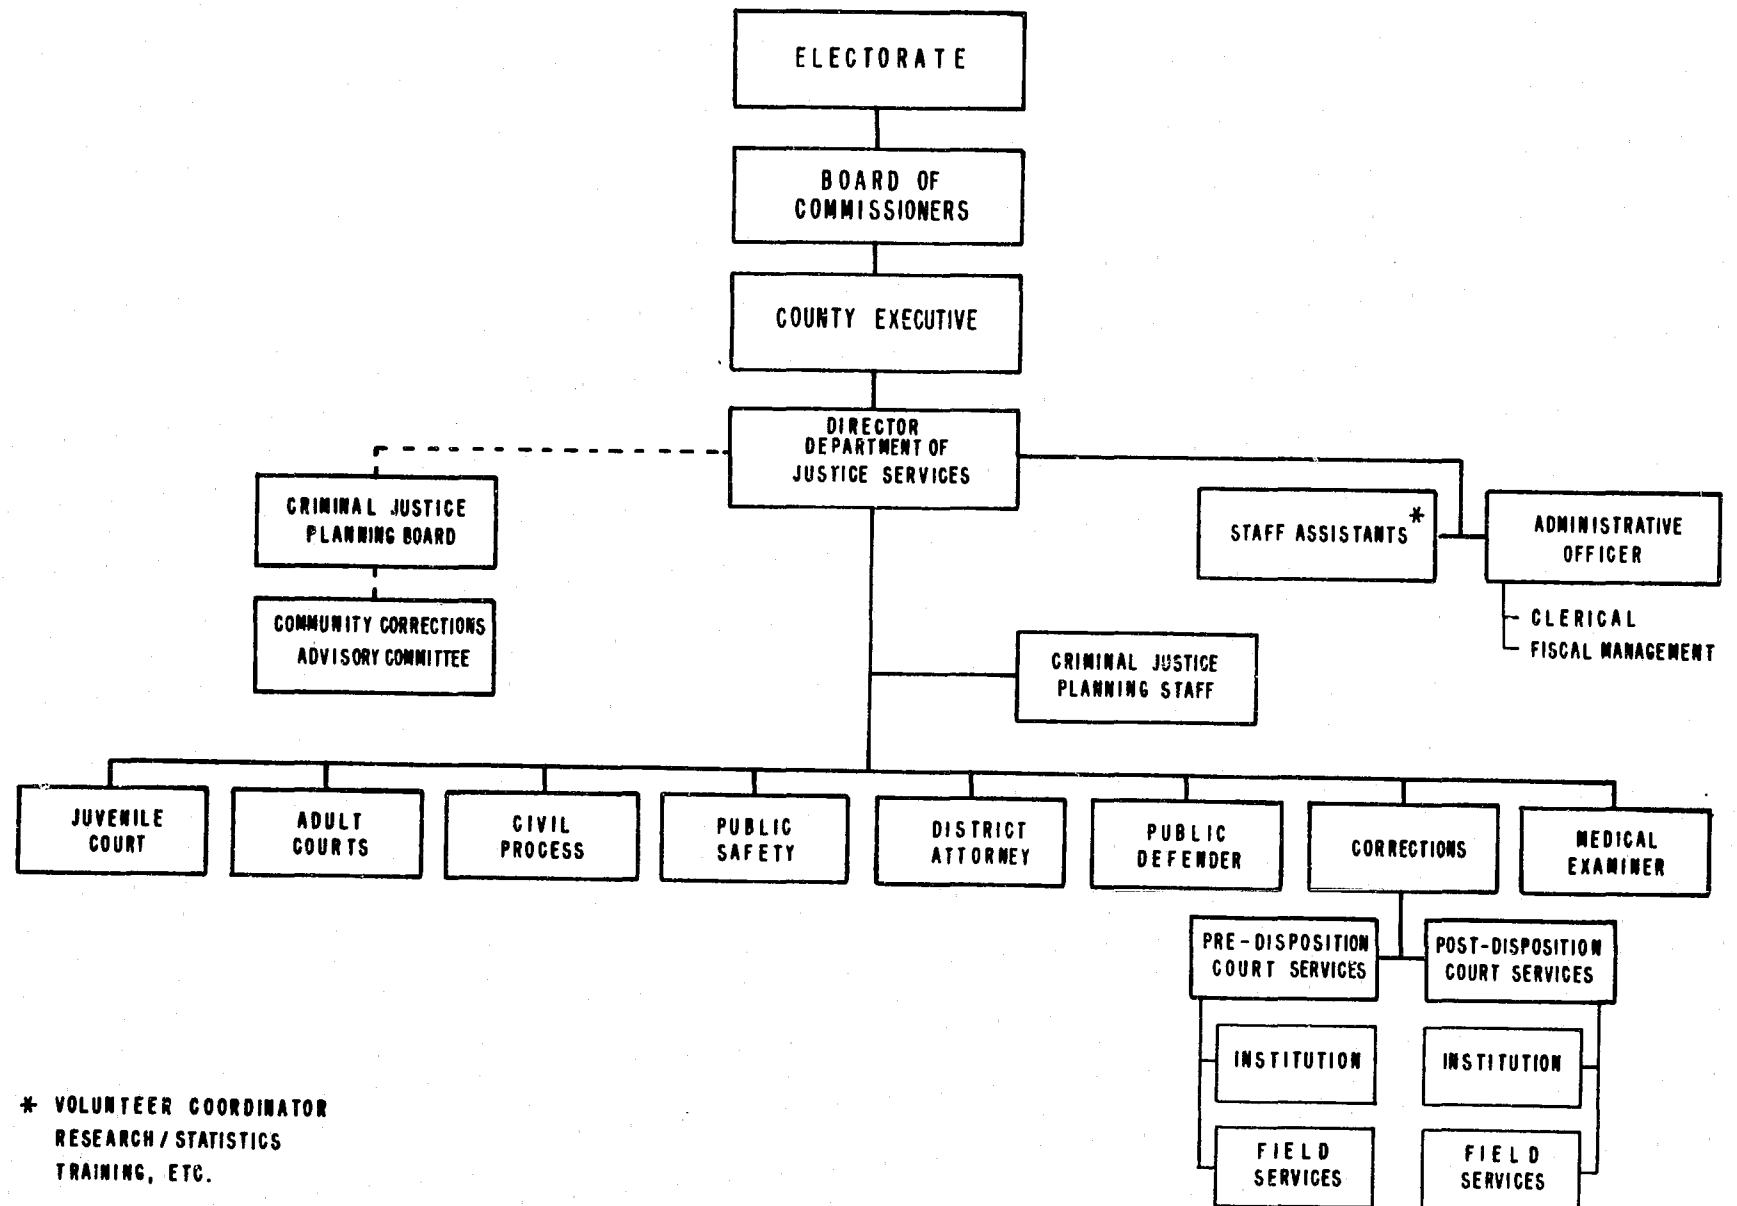 ELECTORATE
BOARD OF
COMMISSIONERS
COUNTY EXECUTIVE
DIRECTOR
DEPARTMENT OF
JUSTICE SERVICES
CRIMINAL JUSTICE
PLANNING BOARD
COMMUNITY CORRECTIONS
ADVISORY COMMITTEE
STAFF ASSISTANTS *
ADMINISTRATIVE
OFFICER
CLERICAL
FISCAL MANAGEMENT
CRIMINAL JUSTICE
PLANNING STAFF
JUVENILE
COURT
ADULT
COURTS
CIVIL
PROCESS
PUBLIC
SAFETY
DISTRICT
ATTORNEY
PUBLIC
DEFENDER
CORRECTIONS
MEDICAL
EXAMINER
PRE-DISPOSITION
COURT SERVICES
POST-DISPOSITION
COURT SERVICES
INSTITUTION
INSTITUTION
FIELD
SERVICES
FIELD
SERVICES
* VOLUNTEER COORDINATOR
RESEARCH / STATISTICS
TRAINING, ETC.